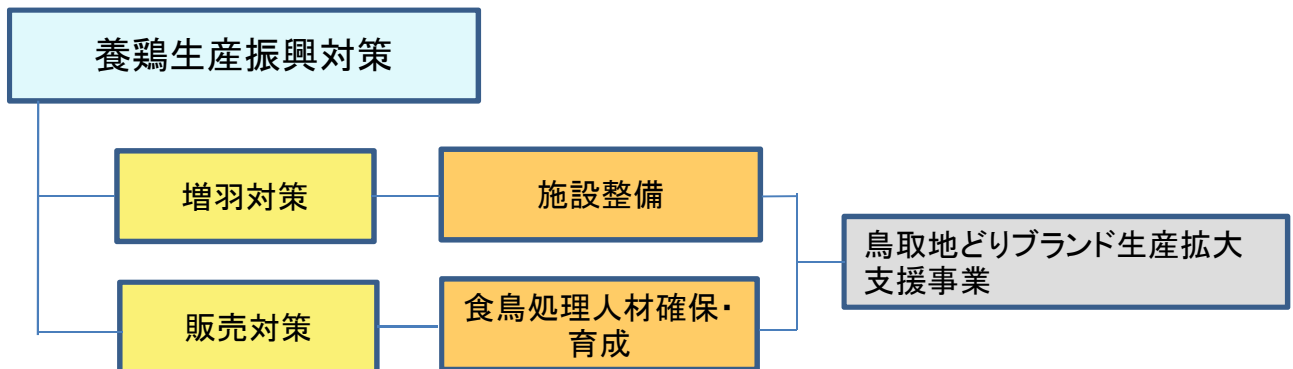 養鶏生産振興対策
増羽対策
施設整備
鳥取地どりブランド生産拡大
支援事業
販売対策
食鳥処理人材確保・
育成